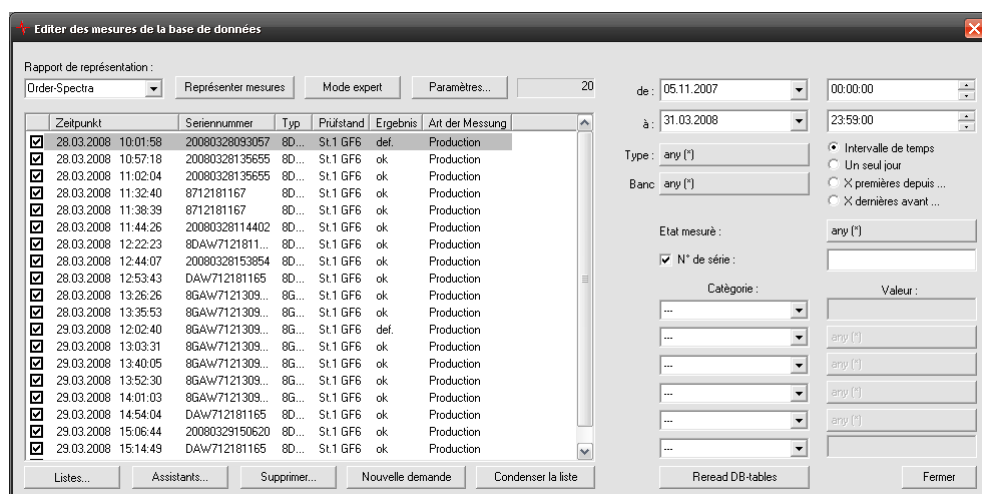 Editer des mesures de la base de données
Rapport de représentation :
Order-Spectra Représenter mesures Mode expert Paramètres... 20
de : 05.11.2007 00:00:00
à : 31.03.2008 23:59:00
Type : any (*)
Banc any (*)
Intervalle de temps
Un seul jour
X premières depuis ...
X dernières avant ...
Etat mesurè : any (*)
N° de série :
Catègorie : Valeur :
---
--- any (*)
--- any (*)
--- any (*)
--- any (*)
---
Zeitpunkt Seriennummer Typ Prüfstand Ergebnis Art der Messung
28.03.2008 10:01:58 20080328093057 8D... St.1 GF6 def. Production
28.03.2008 10:57:18 20080328135655 8D... St.1 GF6 ok Production
28.03.2008 11:02:04 20080328135655 8D... St.1 GF6 ok Production
28.03.2008 11:32:40 8712181167 8D... St.1 GF6 ok Production
28.03.2008 11:38:39 8712181167 8D... St.1 GF6 ok Production
28.03.2008 11:44:26 20080328114402 8D... St.1 GF6 ok Production
28.03.2008 12:22:23 8DAW7121811... 8D... St.1 GF6 ok Production
28.03.2008 12:44:07 20080328153854 8D... St.1 GF6 ok Production
28.03.2008 12:53:43 DAW712181165 8D... St.1 GF6 ok Production
28.03.2008 13:26:26 8GAW7121309... 8G... St.1 GF6 ok Production
28.03.2008 13:35:53 8GAW7121309... 8G... St.1 GF6 ok Production
29.03.2008 12:02:40 8GAW7121309... 8G... St.1 GF6 def. Production
29.03.2008 13:03:31 8GAW7121309... 8G... St.1 GF6 ok Production
29.03.2008 13:40:05 8GAW7121309... 8G... St.1 GF6 ok Production
29.03.2008 13:52:30 8GAW7121309... 8G... St.1 GF6 ok Production
29.03.2008 14:01:03 8GAW7121309... 8G... St.1 GF6 ok Production
29.03.2008 14:54:04 DAW712181165 8D... St.1 GF6 ok Production
29.03.2008 15:06:44 20080329150620 8D... St.1 GF6 ok Production
29.03.2008 15:14:49 DAW712181165 8D... St.1 GF6 ok Production
Listes... Assistants... Supprimer... Nouvelle demande Condenser la liste Reread DB-tables Fermer